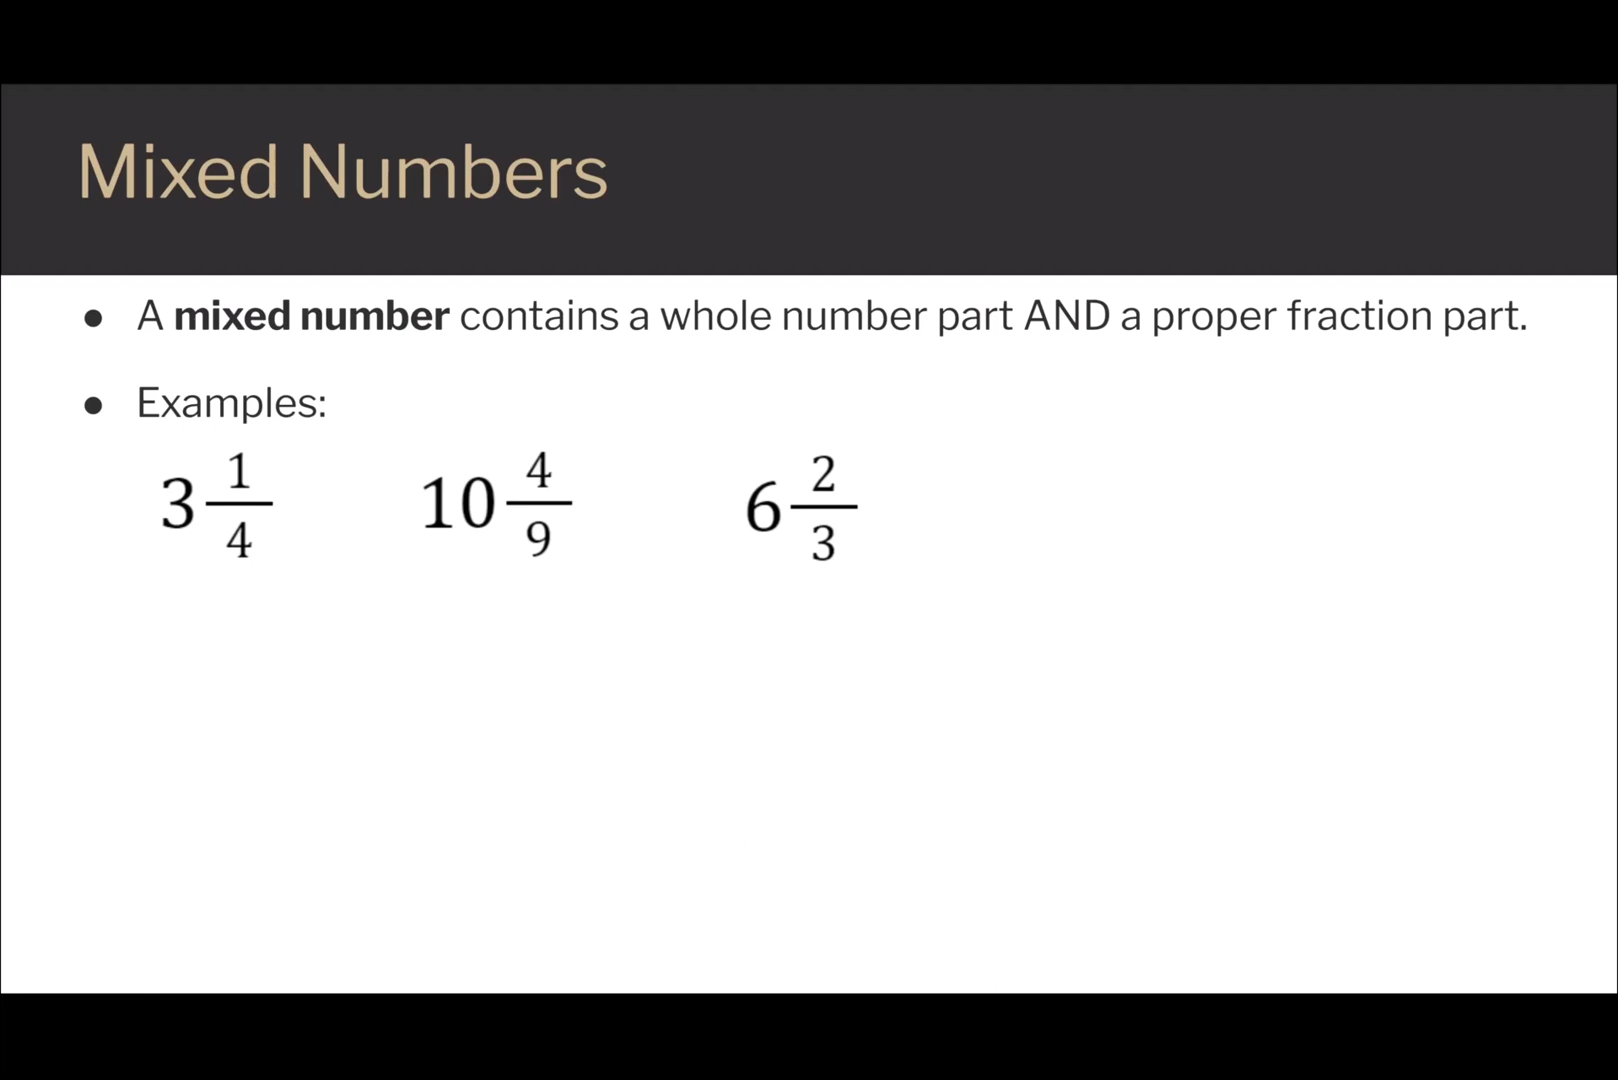 Mixed Numbers
● A mixed number contains a whole number part AND a proper fraction part.
● Examples:
3 1/4 10 4/9 6 2/3